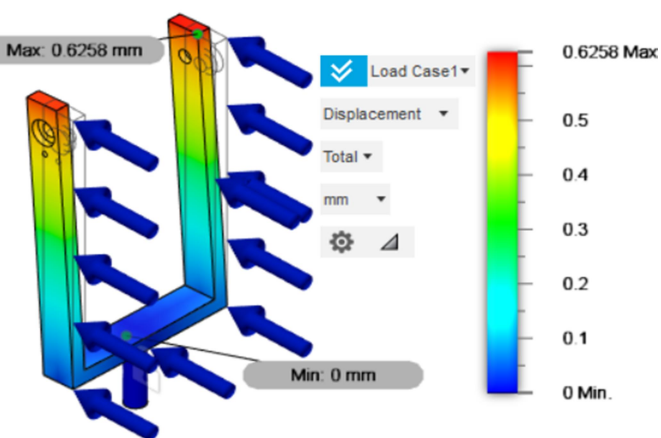 Max: 0.6258 mm
Load Case1
Displacement
Total
mm
Min: 0 mm
0.6258 Max
0.5
0.4
0.3
0.2
0.1
0 Min.